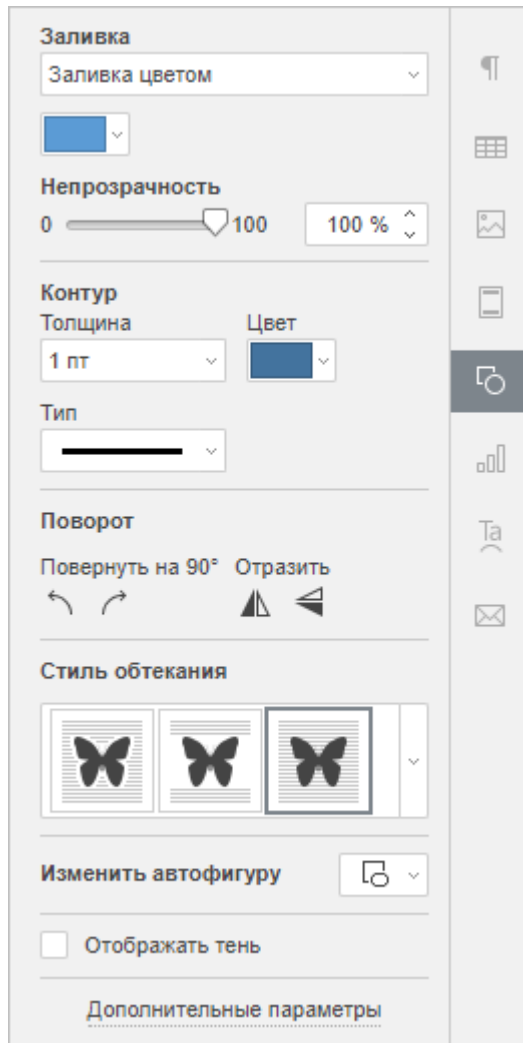 Заливка
Заливка цветом
Непрозрачность
0 100 100 %
Контур
Толщина Цвет
1 пт
Тип
Поворот
Повернуть на 90° Отразить
Стиль обтекания
Изменить автофигуру
Отображать тень
Дополнительные параметры
Ta